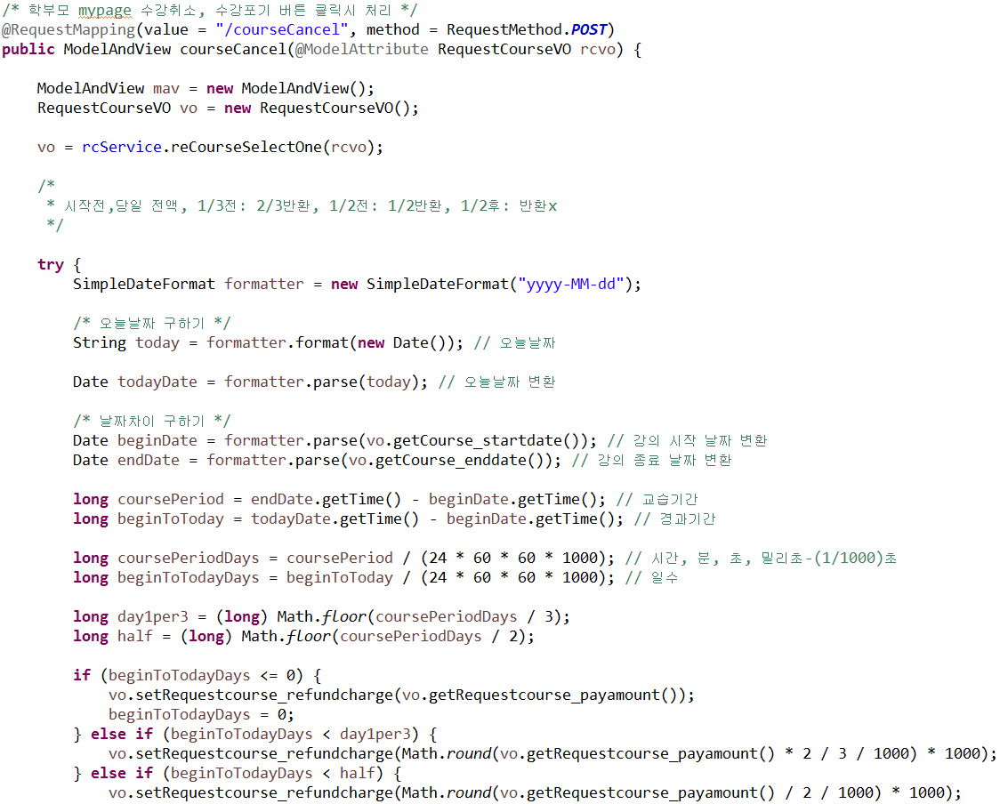 /* 학부모 mypage 수강취소, 수강포기 버튼 클릭시 처리 */
@RequestMapping(value = "/courseCancel", method = RequestMethod.POST)
public ModelAndView courseCancel(@ModelAttribute RequestCourseVO rcvo) {
ModelAndView mav = new ModelAndView();
RequestCourseVO vo = new RequestCourseVO();
vo = rcService.reCourseSelectOne(rcvo);
/*
* 시작전,당일 전액, 1/3전: 2/3반환, 1/2전: 1/2반환, 1/2후: 반환x
*/
try {
SimpleDateFormat formatter = new SimpleDateFormat("yyyy-MM-dd");
/* 오늘날짜 구하기 */
String today = formatter.format(new Date()); // 오늘날짜
Date todayDate = formatter.parse(today); // 오늘날짜 변환
/* 날짜차이 구하기 */
Date beginDate = formatter.parse(vo.getCourse_startdate()); // 강의 시작 날짜 변환
Date endDate = formatter.parse(vo.getCourse_enddate()); // 강의 종료 날짜 변환
long coursePeriod = endDate.getTime() - beginDate.getTime(); // 교습기간
long beginToToday = todayDate.getTime() - beginDate.getTime(); // 경과기간
long coursePeriodDays = coursePeriod / (24 * 60 * 60 * 1000); // 시간, 분, 초, 밀리초-(1/1000)초
long beginToTodayDays = beginToToday / (24 * 60 * 60 * 1000); // 일수
long day1per3 = (long) Math.floor(coursePeriodDays / 3);
long half = (long) Math.floor(coursePeriodDays / 2);
if (beginToTodayDays <= 0) {
vo.setRequestcourse_refundcharge(vo.getRequestcourse_payamount());
beginToTodayDays = 0;
} else if (beginToTodayDays < day1per3) {
vo.setRequestcourse_refundcharge(Math.round(vo.getRequestcourse_payamount() * 2 / 3 / 1000) * 1000);
} else if (beginToTodayDays < half) {
vo.setRequestcourse_refundcharge(Math.round(vo.getRequestcourse_payamount() / 2 / 1000) * 1000);